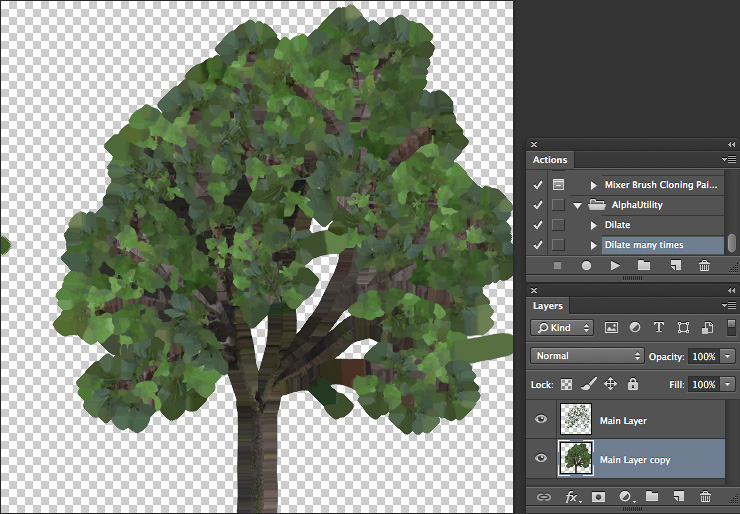 Actions
Mixer Brush Cloning Pai...
AlphaUtility
Dilate
Dilate many times
Layers
Kind
Normal
Opacity: 100%
Lock:
Fill: 100%
Main Layer
Main Layer copy
fx